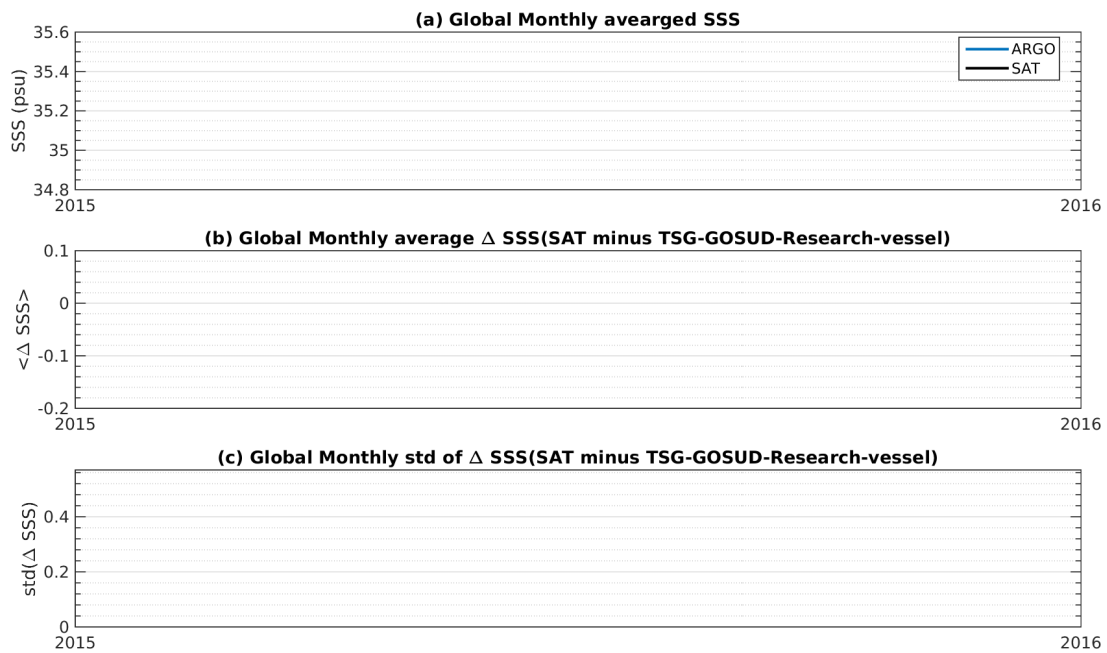 (a) Global Monthly avearged SSS
35.6
35.4
35.2
35
34.8
SSS (psu)
ARGO
SAT
2015
2016
(b) Global Monthly average Δ SSS(SAT minus TSG-GOSUD-Research-vessel)
0.1
0
-0.1
-0.2
<Δ SSS>
2015
2016
(c) Global Monthly std of Δ SSS(SAT minus TSG-GOSUD-Research-vessel)
0.4
0.2
0
std(Δ SSS)
2015
2016